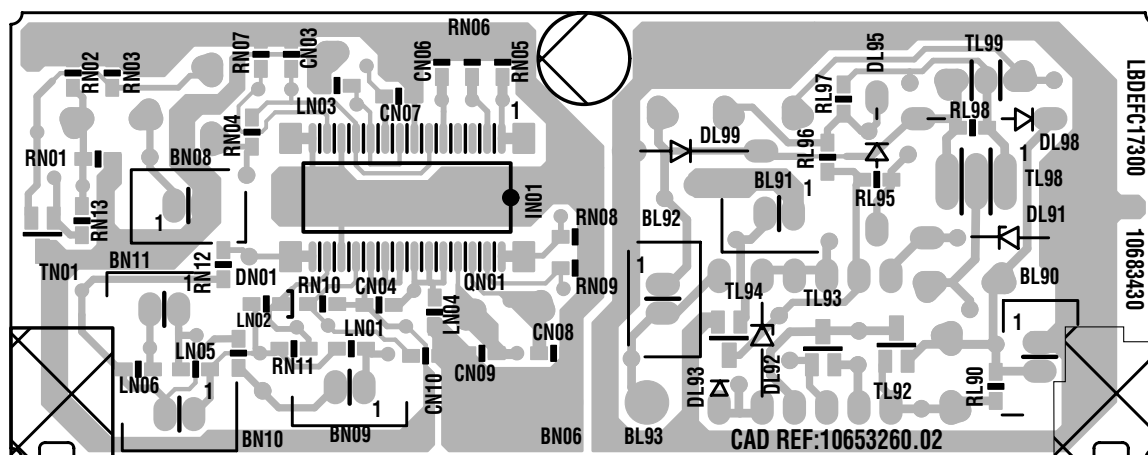 RN06
RN02
RN03
RN07
CN03
CN06
RN05
LN03
CN07
1
RN04
RN01
BN08
RN13
1
IN01
RN08
TN01
BN11
1
RN12
DN01
RN10
CN04
QN01
RN09
LN02
LN01
LN04
CN08
LN05
RN11
CN09
LN06
1
CN10
1
BN10
BN09
BN06
DL95
TL99
RL97
RL98
DL98
DL99
RL96
1
BL91
1
RL95
TL98
BL92
DL91
1
TL94
TL93
BL90
1
DL93
DL92
TL92
RL90
BL93
CAD REF:10653260.02
LBDEFC17300
10683430